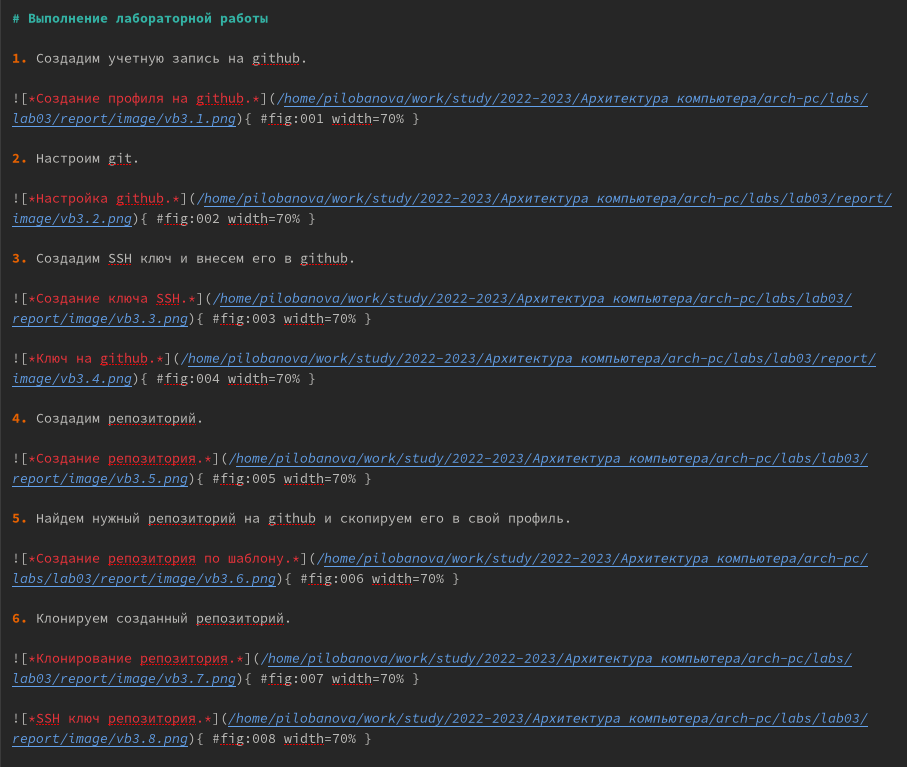 # Выполнение лабораторной работы
1. Создадим учетную запись на github.
![*Создание профиля на github.*](/home/pilobanova/work/study/2022-2023/Архитектура компьютера/arch-pc/labs/
lab03/report/image/vb3.1.png){ #fig:001 width=70% }
2. Настроим git.
![*Настройка github.*](/home/pilobanova/work/study/2022-2023/Архитектура компьютера/arch-pc/labs/lab03/report/
image/vb3.2.png){ #fig:002 width=70% }
3. Создадим SSH ключ и внесем его в github.
![*Создание ключа SSH.*](/home/pilobanova/work/study/2022-2023/Архитектура компьютера/arch-pc/labs/lab03/
report/image/vb3.3.png){ #fig:003 width=70% }
![*Ключ на github.*](/home/pilobanova/work/study/2022-2023/Архитектура компьютера/arch-pc/labs/lab03/report/
image/vb3.4.png){ #fig:004 width=70% }
4. Создадим репозиторий.
![*Создание репозитория.*](/home/pilobanova/work/study/2022-2023/Архитектура компьютера/arch-pc/labs/lab03/
report/image/vb3.5.png){ #fig:005 width=70% }
5. Найдем нужный репозиторий на github и скопируем его в свой профиль.
![*Создание репозитория по шаблону.*](/home/pilobanova/work/study/2022-2023/Архитектура компьютера/arch-pc/
labs/lab03/report/image/vb3.6.png){ #fig:006 width=70% }
6. Клонируем созданный репозиторий.
![*Клонирование репозитория.*](/home/pilobanova/work/study/2022-2023/Архитектура компьютера/arch-pc/labs/
lab03/report/image/vb3.7.png){ #fig:007 width=70% }
![*SSH ключ репозитория.*](/home/pilobanova/work/study/2022-2023/Архитектура компьютера/arch-pc/labs/lab03/
report/image/vb3.8.png){ #fig:008 width=70% }